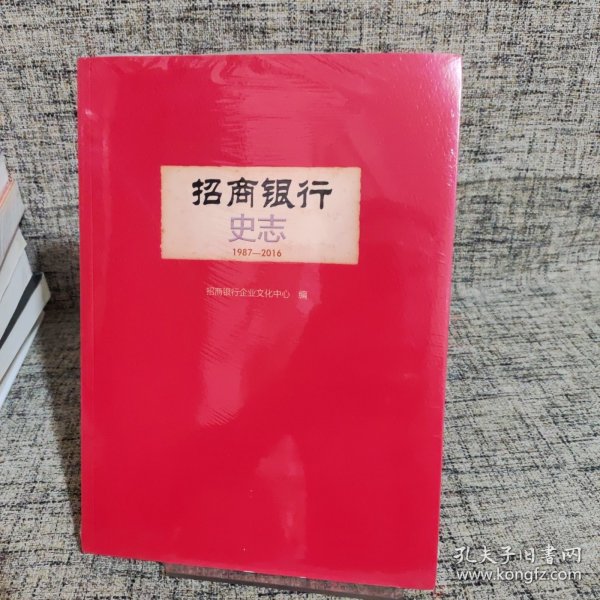 招商银行
史志
1987—2016
招商银行企业文化中心 编
孔夫子旧书网
www.kongfz.com